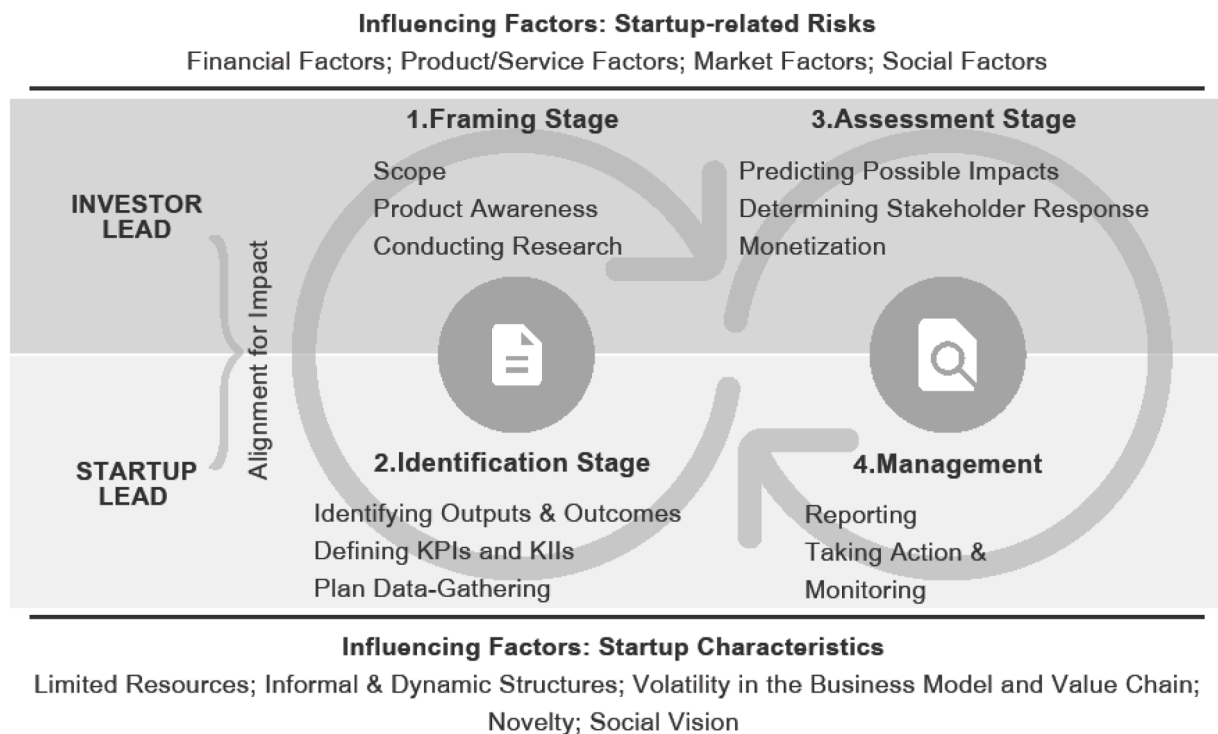 Influencing Factors: Startup-related Risks
Financial Factors; Product/Service Factors; Market Factors; Social Factors
INVESTOR
LEAD
STARTUP
LEAD
Alignment for Impact
1.Framing Stage
Scope
Product Awareness
Conducting Research
2.Identification Stage
Identifying Outputs & Outcomes
Defining KPIs and KIIs
Plan Data-Gathering
3.Assessment Stage
Predicting Possible Impacts
Determining Stakeholder Response
Monetization
4.Management
Reporting
Taking Action &
Monitoring
Influencing Factors: Startup Characteristics
Limited Resources; Informal & Dynamic Structures; Volatility in the Business Model and Value Chain;
Novelty; Social Vision